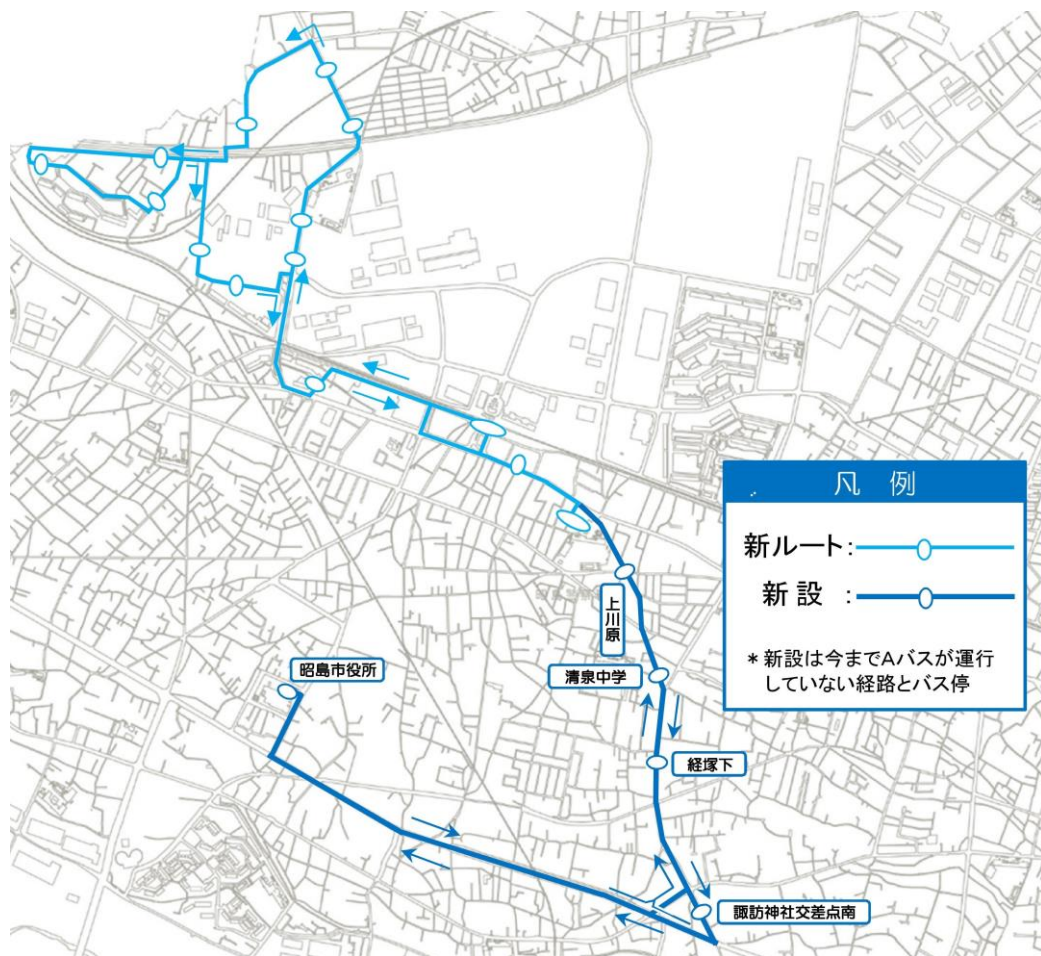 凡 例
新ルート：
新 設 ：
＊新設は今までAバスが運行
していない経路とバス停
上川原
清泉中学
昭島市役所
経塚下
諏訪神社交差点南